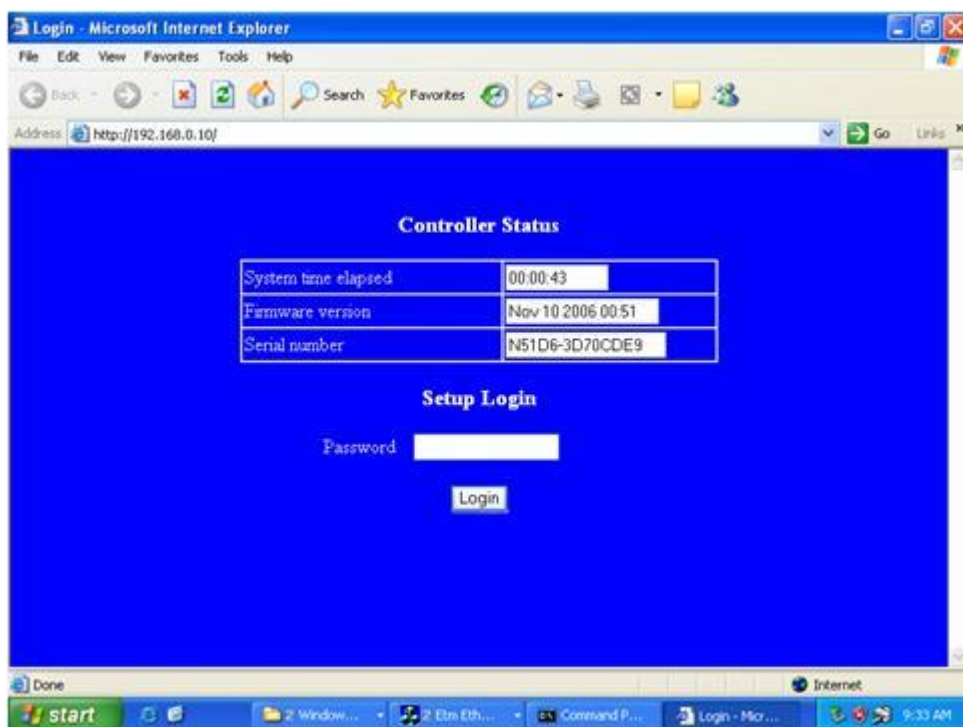 Login - Microsoft Internet Explorer
File Edit View Favorites Tools Help
Back Search Favorites
Address http://192.168.0.10/ Go Links
Controller Status
System time elapsed 00:00:43
Firmware version Nov 10 2006 00:51
Serial number N51D6-3D70CDE9
Setup Login
Password
Login
Done Internet
start 2 Window... 2 Etm Eth... Command P... Login - Micr... 9:33 AM